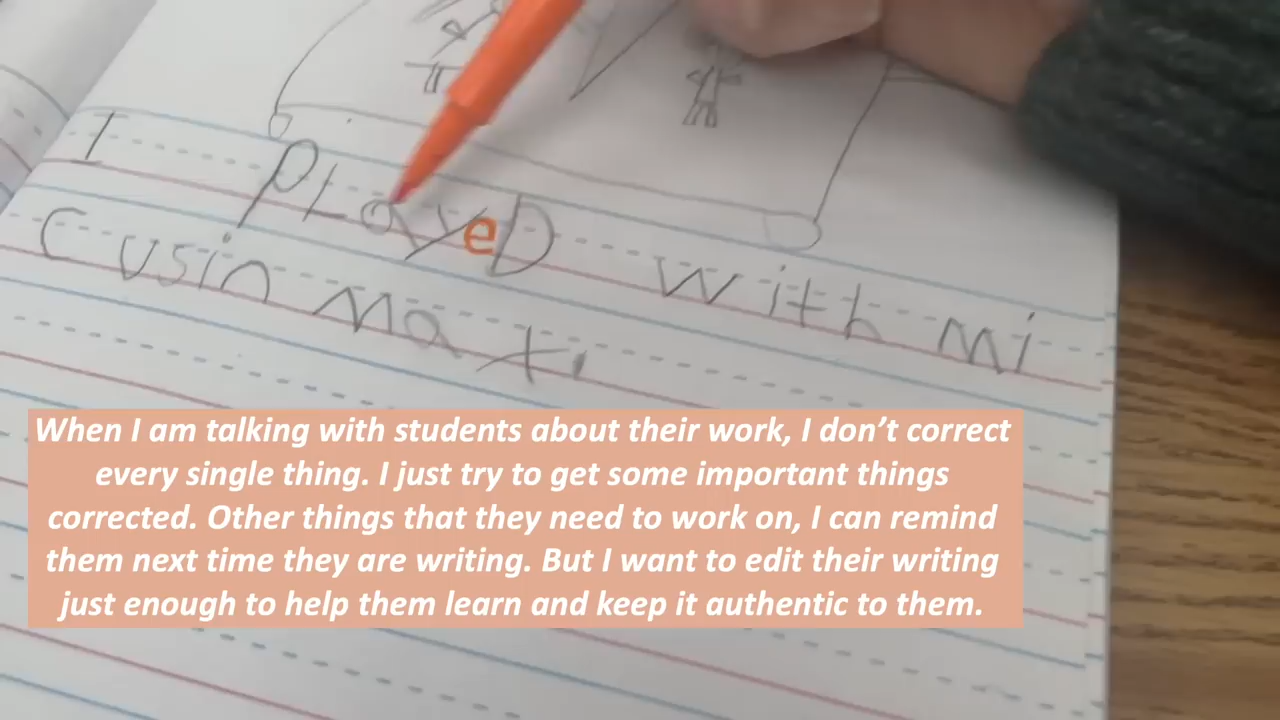 I PLayeD with mi
Cusin Max.
When I am talking with students about their work, I don't correct
every single thing. I just try to get some important things
corrected. Other things that they need to work on, I can remind
them next time they are writing. But I want to edit their writing
just enough to help them learn and keep it authentic to them.